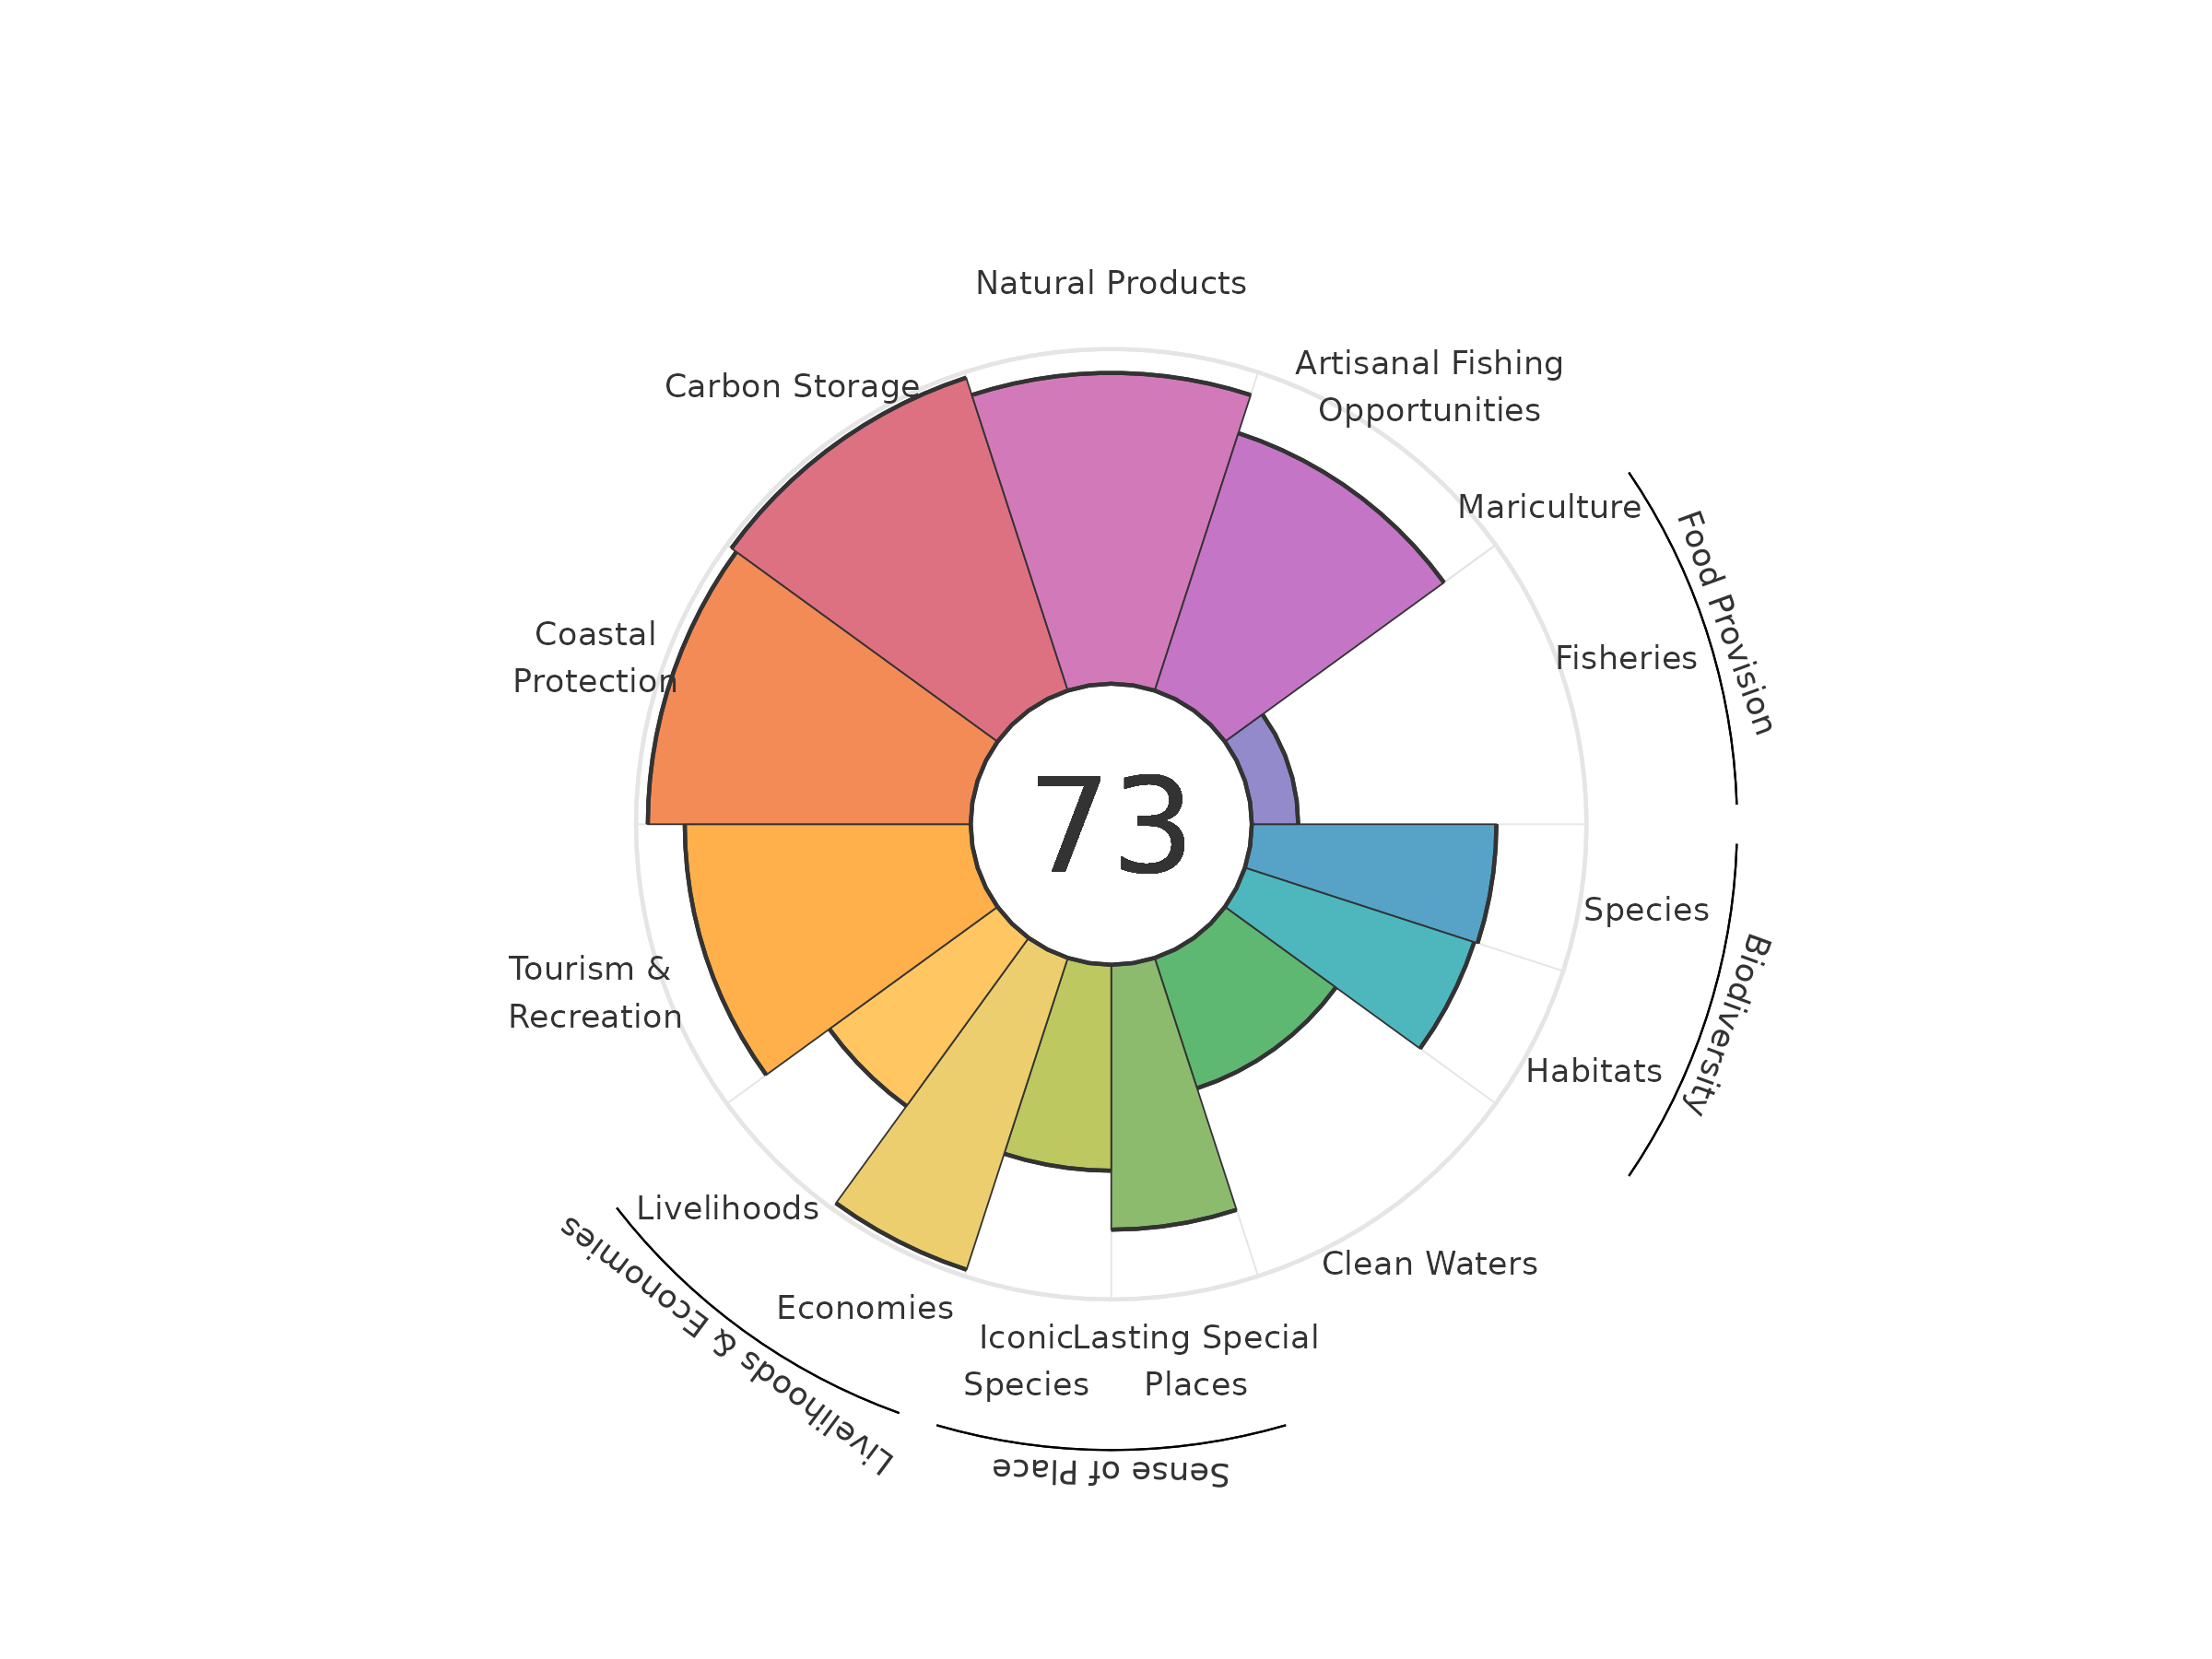 Natural Products
Carbon Storage
Artisanal Fishing
Opportunities
Mariculture
Food Provision
Fisheries
Coastal
Protection
73
Species
Biodiversity
Tourism &
Recreation
Habitats
Livelihoods
Clean Waters
Economies
Livelihoods & Economies
Iconic
Species
Lasting Special
Places
Sense of Place